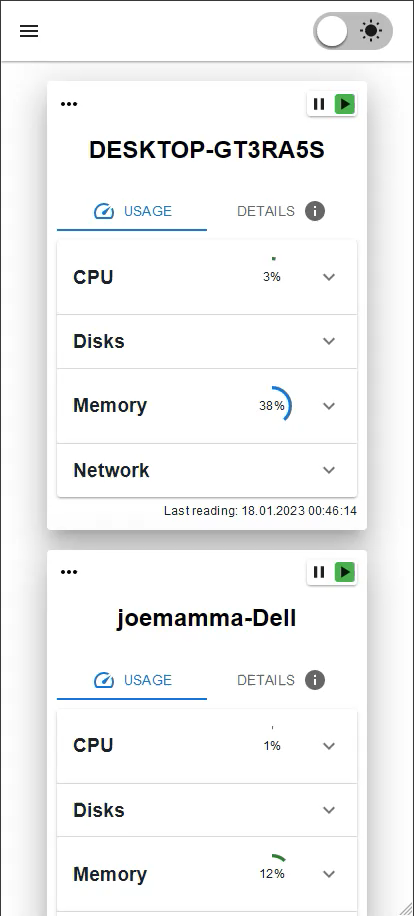 DESKTOP-GT3RA5S
USAGE DETAILS
CPU 3%
Disks
Memory 38%
Network
Last reading: 18.01.2023 00:46:14
joemamma-Dell
USAGE DETAILS
CPU 1%
Disks
Memory 12%